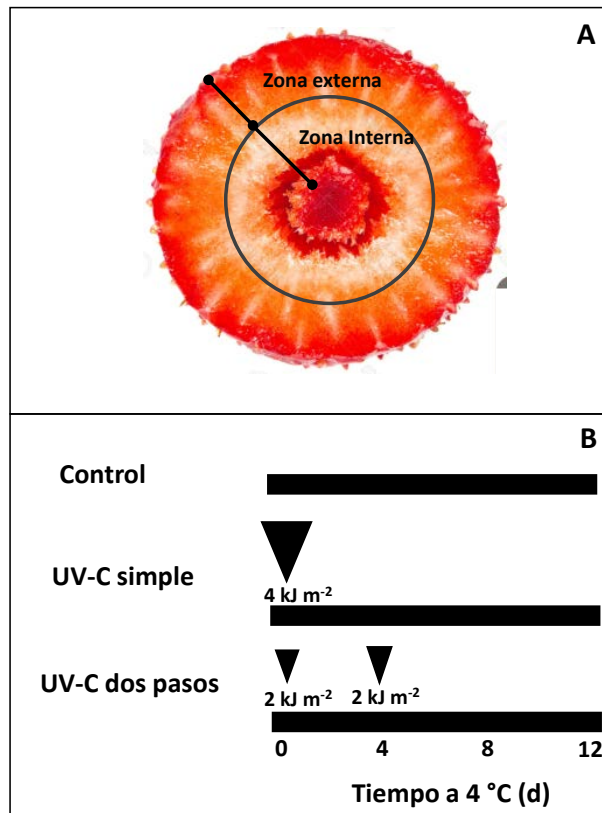 A
Zona externa
Zona Interna
B
Control
UV-C simple
4 kJ m⁻²
UV-C dos pasos
2 kJ m⁻² 2 kJ m⁻²
0 4 8 12
Tiempo a 4 °C (d)